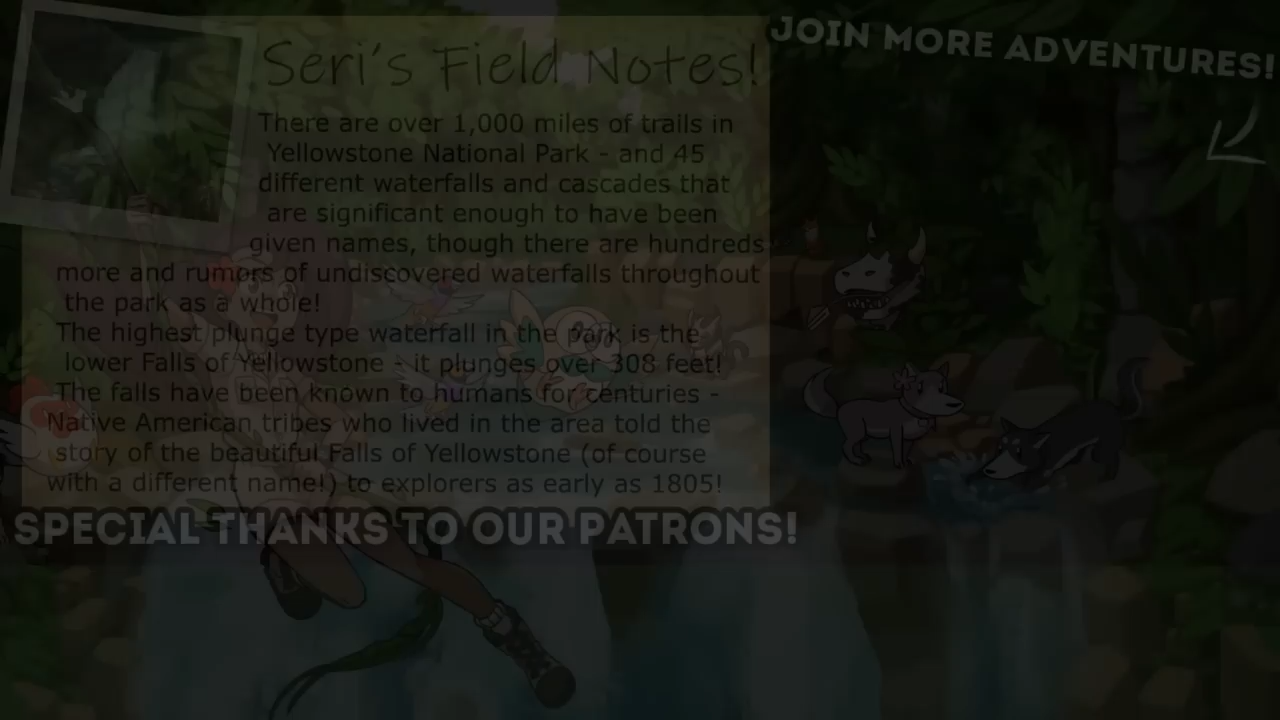 Seri's Field Notes!
JOIN MORE ADVENTURES!
There are over 1,000 miles of trails in
Yellowstone National Park - and 45
different waterfalls and cascades that
are significant enough to have been
given names, though there are hundreds
more and rumors of undiscovered waterfalls throughout
the park as a whole!
The highest plunge type waterfall in the park is the
lower Falls of Yellowstone - it plunges over 308 feet!
The falls have been known to humans for centuries -
Native American tribes who lived in the area told the
story of the beautiful Falls of Yellowstone (of course
with a different name!) to explorers as early as 1805!
SPECIAL THANKS TO OUR PATRONS!